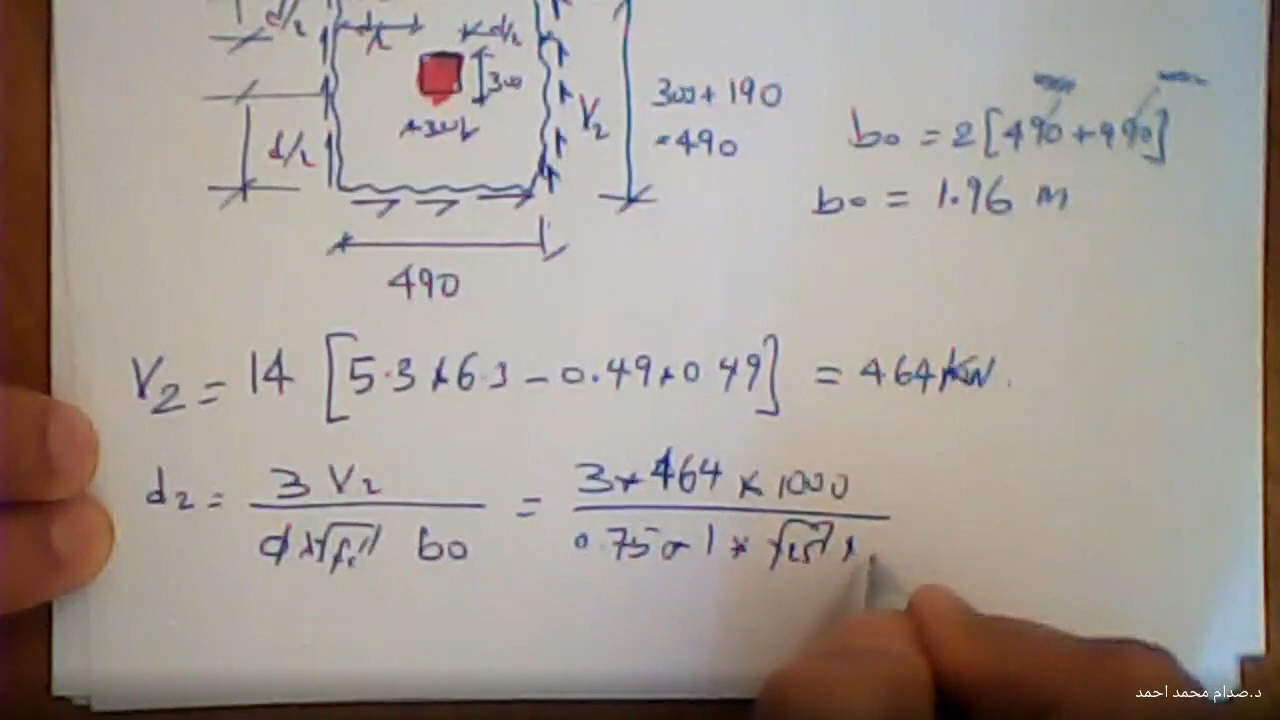 d/2
d/2 d/2
300
300
d/2
V2
300 + 190
= 490
490
bo = 2 [490 + 490]
bo = 1.96 m
V2 = 14 [5.3 x 6.3 - 0.49 x 0.49] = 464 KN.
d2 = 3 V2 / ϕ λ √fc' bo = 3 x 464 x 1000 / 0.75 x 1 x √25 x
د.صدام محمد احمد